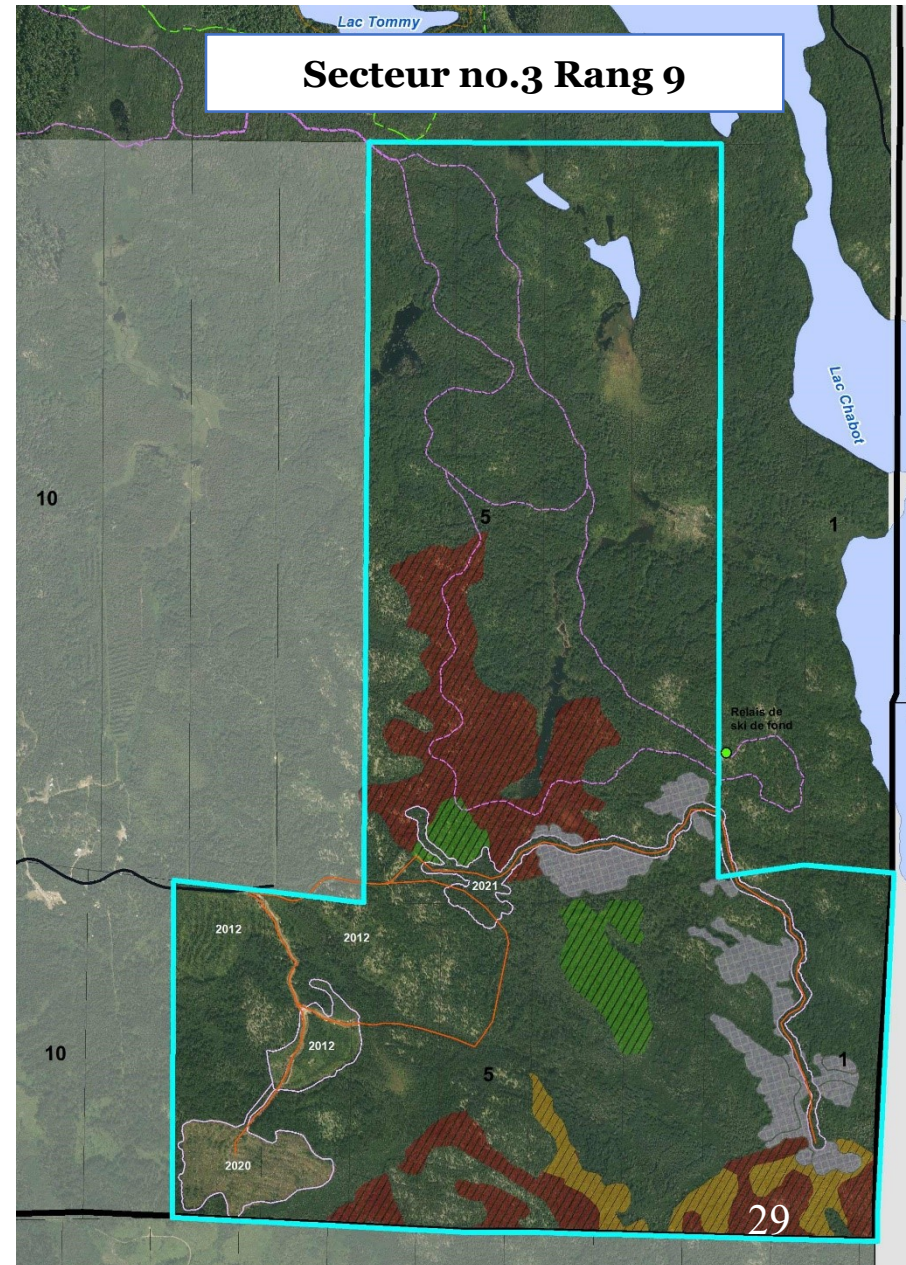 Lac Tommy
Secteur no.3 Rang 9
Lac Chabot
10
5
1
Relais de
ski de fond
2021
2012
2012
2012
10
5
1
2020
29